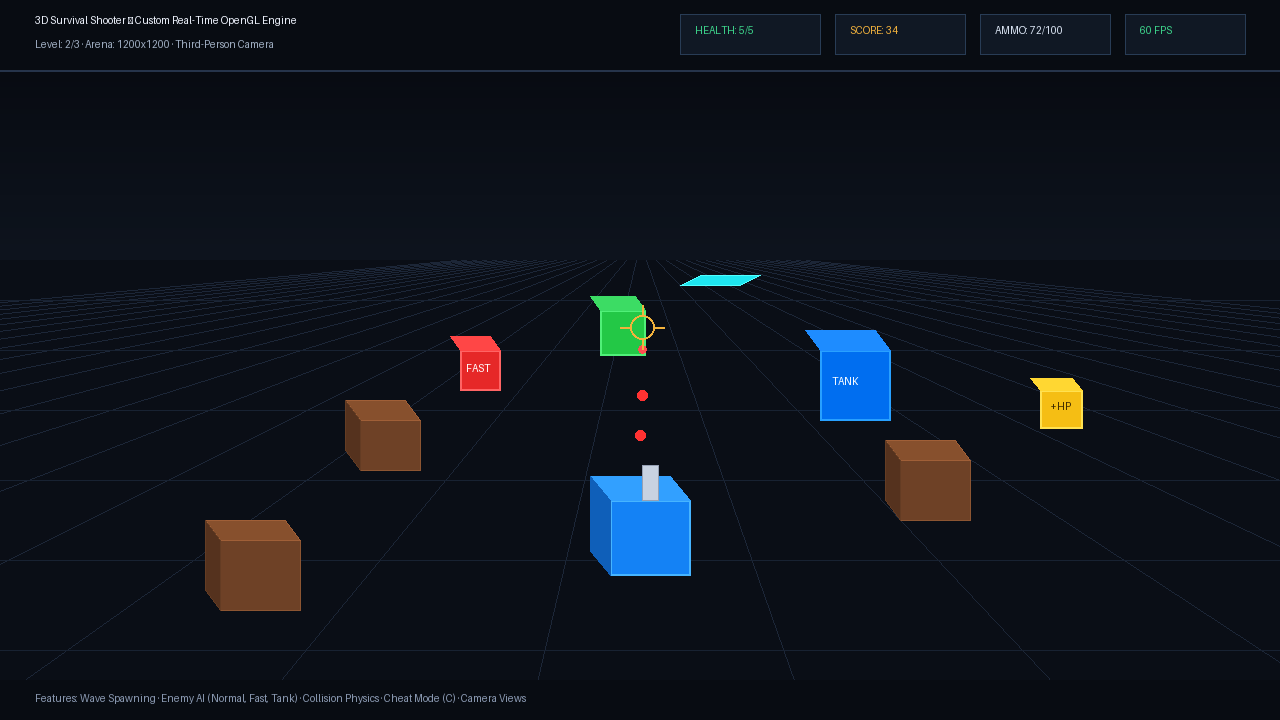 3D Survival Shooter ▯ Custom Real-Time OpenGL Engine
Level: 2/3 · Arena: 1200x1200 · Third-Person Camera
HEALTH: 5/5
SCORE: 34
AMMO: 72/100
60 FPS
FAST
TANK
+HP
Features: Wave Spawning · Enemy AI (Normal, Fast, Tank) · Collision Physics · Cheat Mode (C) · Camera Views